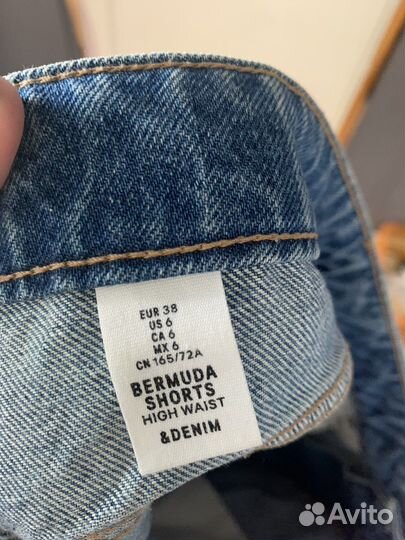 EUR 38
US 6
CA 6
MX 6
CN 165/72A
BERMUDA
SHORTS
HIGH WAIST
&DENIM
Avito